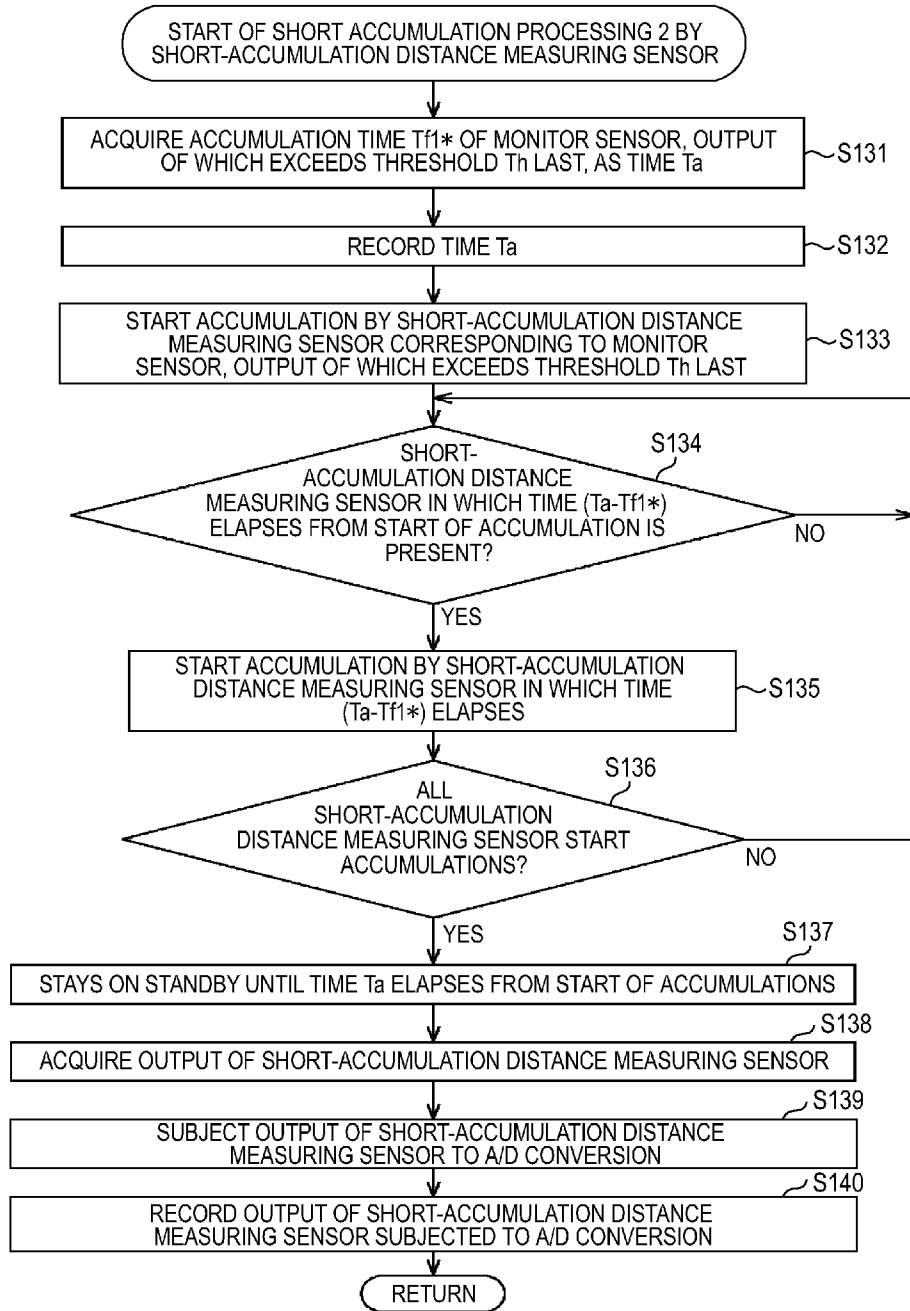 START OF SHORT ACCUMULATION PROCESSING 2 BY
SHORT-ACCUMULATION DISTANCE MEASURING SENSOR
ACQUIRE ACCUMULATION TIME Tf1* OF MONITOR SENSOR, OUTPUT
OF WHICH EXCEEDS THRESHOLD Th LAST, AS TIME Ta
S131
RECORD TIME Ta
S132
START ACCUMULATION BY SHORT-ACCUMULATION DISTANCE
MEASURING SENSOR CORRESPONDING TO MONITOR
SENSOR, OUTPUT OF WHICH EXCEEDS THRESHOLD Th LAST
S133
S134
SHORT-
ACCUMULATION DISTANCE
MEASURING SENSOR IN WHICH TIME (Ta-Tf1*)
ELAPSES FROM START OF ACCUMULATION IS
PRESENT?
NO
YES
START ACCUMULATION BY SHORT-ACCUMULATION
DISTANCE MEASURING SENSOR IN WHICH TIME
(Ta-Tf1*) ELAPSES
S135
S136
ALL
SHORT-ACCUMULATION
DISTANCE MEASURING SENSOR START
ACCUMULATIONS?
NO
YES
S137
STAYS ON STANDBY UNTIL TIME Ta ELAPSES FROM START OF ACCUMULATIONS
S138
ACQUIRE OUTPUT OF SHORT-ACCUMULATION DISTANCE MEASURING SENSOR
S139
SUBJECT OUTPUT OF SHORT-ACCUMULATION DISTANCE
MEASURING SENSOR TO A/D CONVERSION
S140
RECORD OUTPUT OF SHORT-ACCUMULATION DISTANCE
MEASURING SENSOR SUBJECTED TO A/D CONVERSION
RETURN